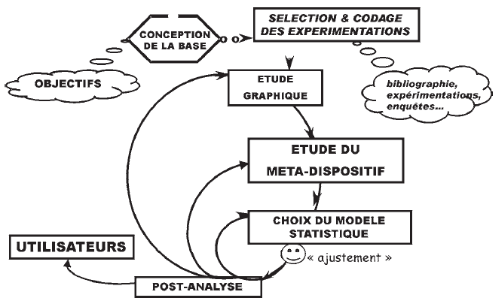 CONCEPTION
DE LA BASE
SELECTION & CODAGE
DES EXPERIMENTATIONS
OBJECTIFS
bibliographie,
expérimentations,
enquêtes...
ETUDE
GRAPHIQUE
ETUDE DU
META-DISPOSITIF
CHOIX DU MODELE
STATISTIQUE
« ajustement »
UTILISATEURS
POST-ANALYSE